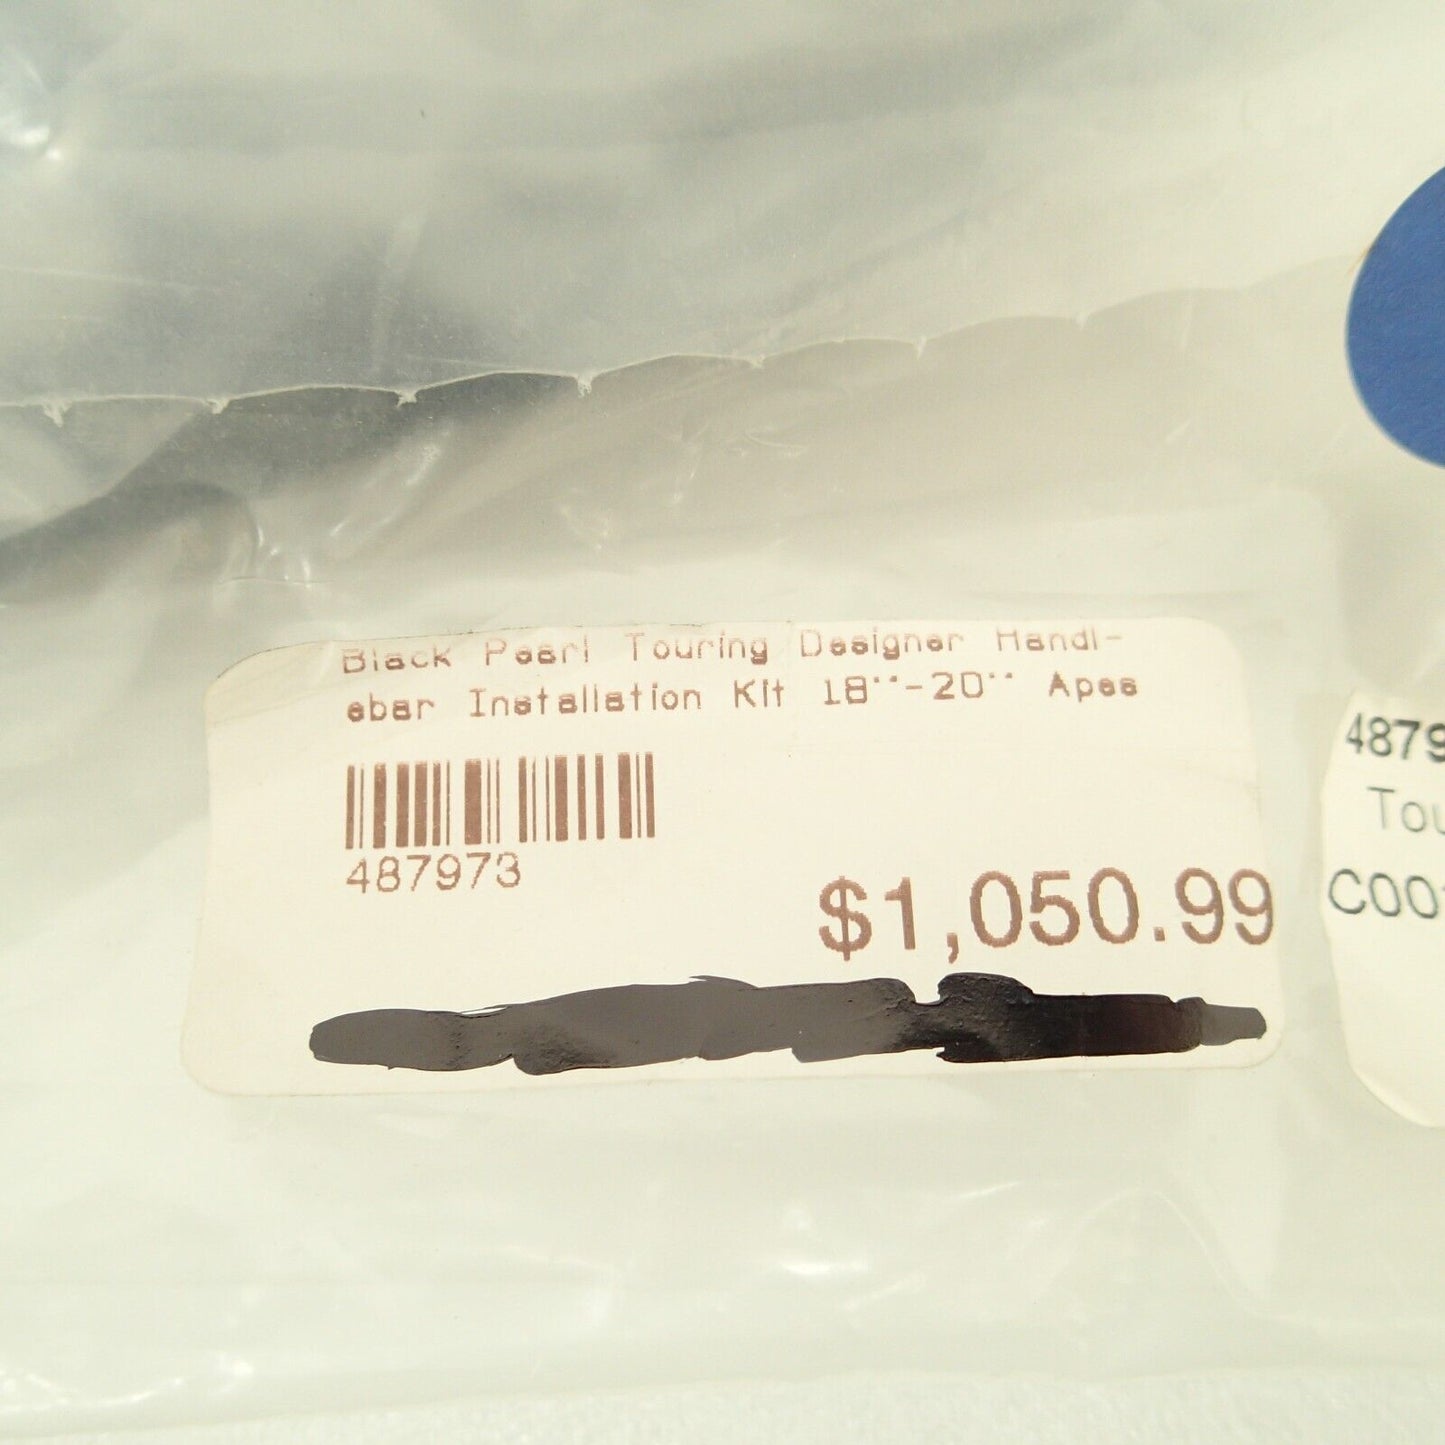 Black Pearl Touring Designer Handl-
ebar Installation Kit 18''-20'' Apes
487973
$1,050.99
4879
Tou
C00